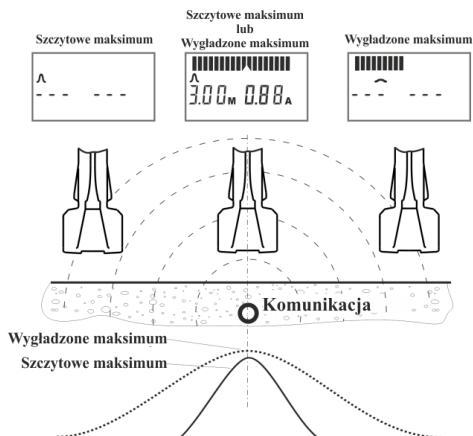 Szczytowe maksimum
Szczytowe maksimum
lub
Wygładzone maksimum
Wygładzone maksimum
--- ---
3.00M 0.88A
--- ---
Komunikacja
Wygładzone maksimum
Szczytowe maksimum